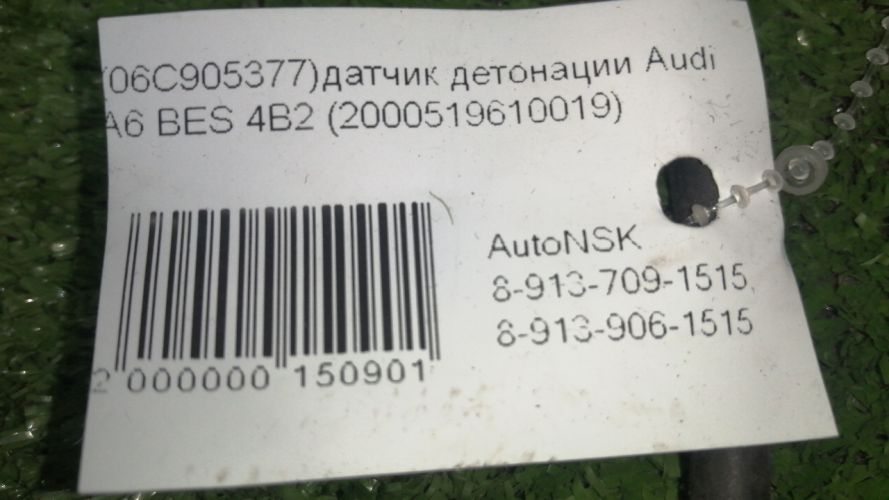 (06C905377)датчик детонации Audi
A6 BES 4B2 (2000519610019)
AutoNSK
8-913-709-1515,
8-913-906-1515
2 000000 150901